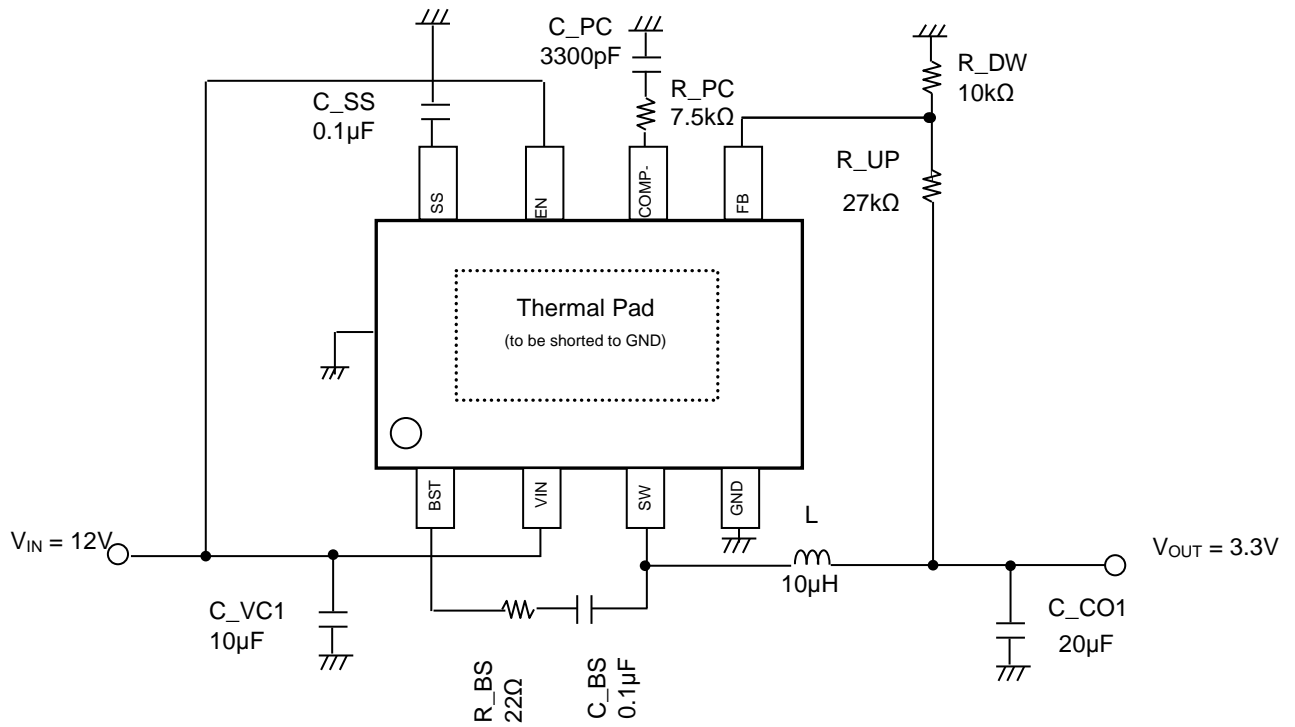 C_PC
3300pF
R_DW
10kΩ
C_SS
0.1µF
R_PC
7.5kΩ
R_UP
27kΩ
SS
EN
COMP-
FB
Thermal Pad
(to be shorted to GND)
BST
VIN
SW
GND
L
10µH
VIN = 12V
VOUT = 3.3V
C_VC1
10µF
C_CO1
20µF
R_BS
22Ω
C_BS
0.1µF